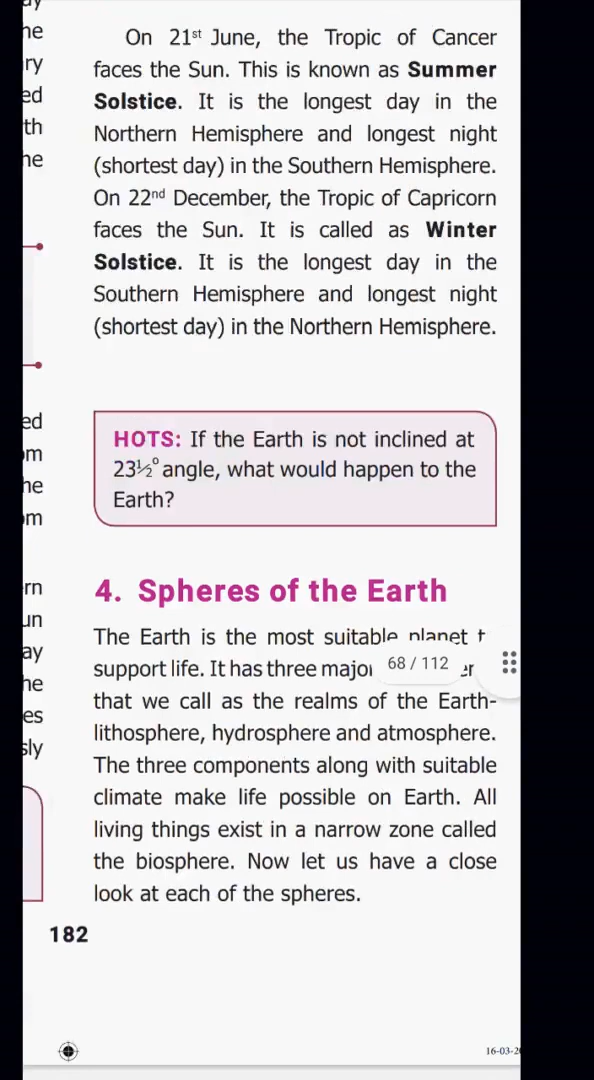 On 21st June, the Tropic of Cancer
faces the Sun. This is known as Summer
Solstice. It is the longest day in the
Northern Hemisphere and longest night
(shortest day) in the Southern Hemisphere.
On 22nd December, the Tropic of Capricorn
faces the Sun. It is called as Winter
Solstice. It is the longest day in the
Southern Hemisphere and longest night
(shortest day) in the Northern Hemisphere.
HOTS: If the Earth is not inclined at
23½° angle, what would happen to the
Earth?
4. Spheres of the Earth
The Earth is the most suitable planet
support life. It has three major
68 / 112
that we call as the realms of the Earth-
lithosphere, hydrosphere and atmosphere.
The three components along with suitable
climate make life possible on Earth. All
living things exist in a narrow zone called
the biosphere. Now let us have a close
look at each of the spheres.
182
16-03-2